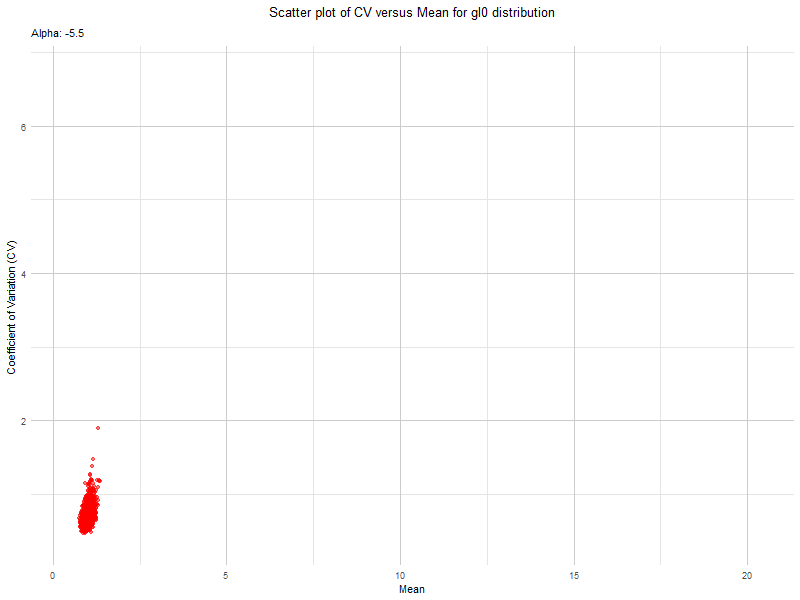 Scatter plot of CV versus Mean for gI0 distribution
Alpha: -5.5
6
4
2
Coefficient of Variation (CV)
0
5
10
15
20
Mean